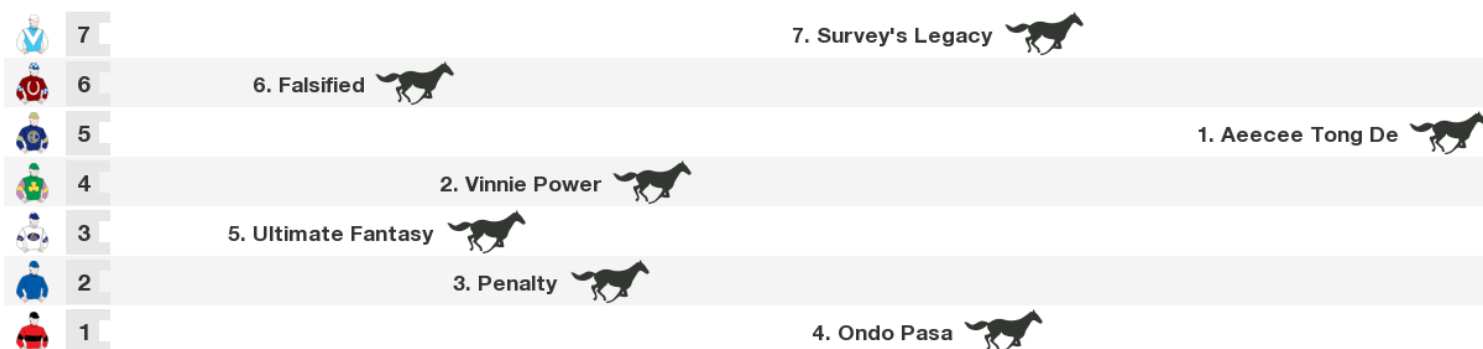 7 7. Survey's Legacy
6 6. Falsified
5 1. Aeecee Tong De
4 2. Vinnie Power
3 5. Ultimate Fantasy
2 3. Penalty
1 4. Ondo Pasa